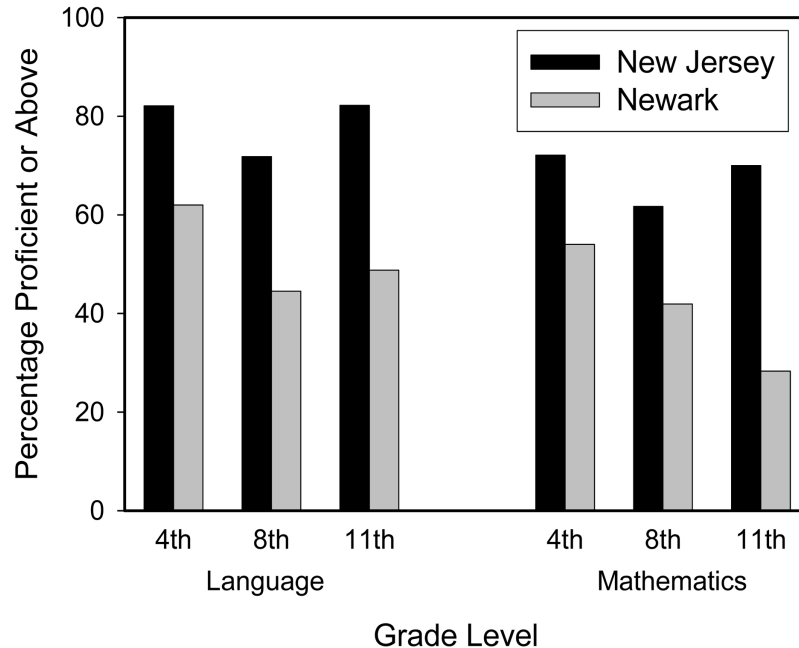 Percentage Proficient or Above
100
80
60
40
20
0
New Jersey
Newark
4th 8th 11th 4th 8th 11th
Language Mathematics
Grade Level